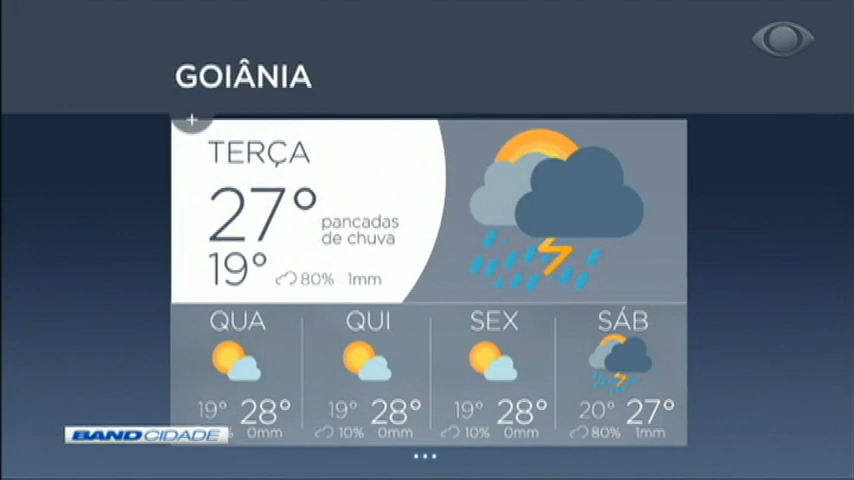 GOIÂNIA
+
TERÇA
27°
pancadas
de chuva
19° 80% 1mm
QUA QUI SEX SÁB
19° 28° 19° 28° 19° 28° 20° 27°
% 0mm 10% 0mm 10% 0mm 80% 1mm
BAND CIDADE